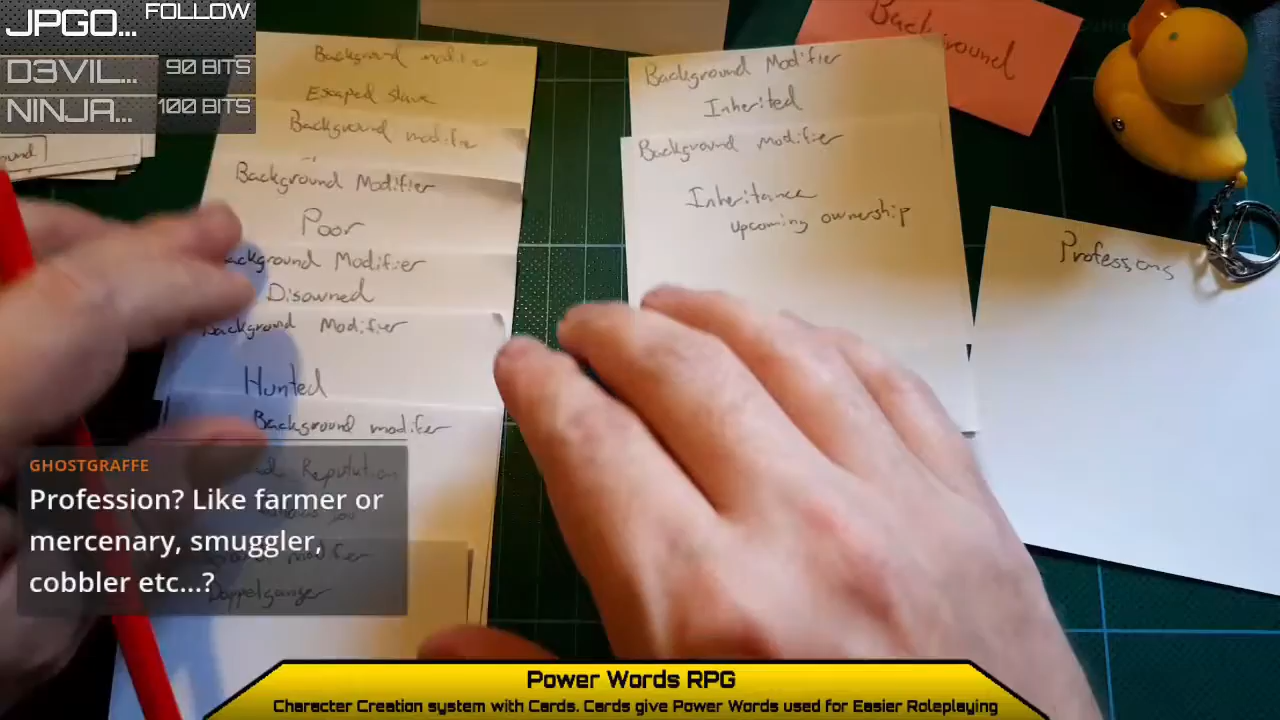 JPGO... FOLLOW
D3VIL... 90 BITS
NINJA... 100 BITS
Background modifier
Escaped slave
Background modifier
Background Modifier
Poor
Background Modifier
Disowned
Background Modifier
Hunted
Background modifier
Reputation
modifier
Doppelganger
Background Modifier
Inherited
Background modifier
Inheritance
upcoming ownership
Background
Professions
GHOSTGRAFFE
Profession? Like farmer or
mercenary, smuggler,
cobbler etc...?
Power Words RPG
Character Creation system with Cards. Cards give Power Words used for Easier Roleplaying